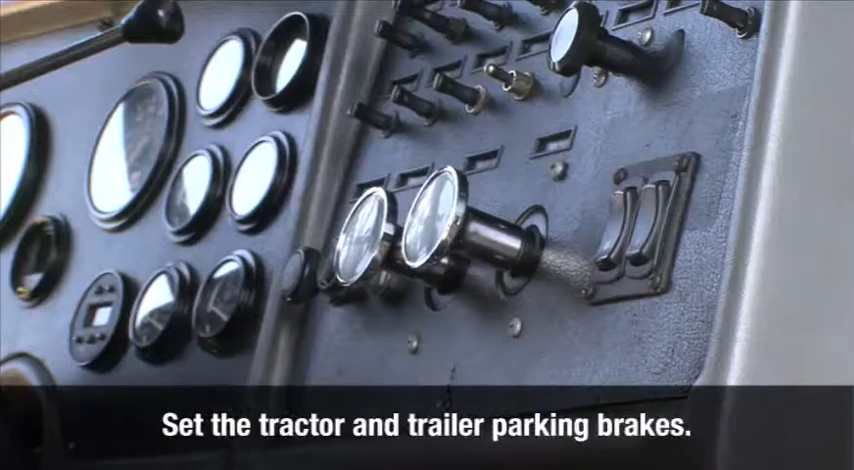 Set the tractor and trailer parking brakes.